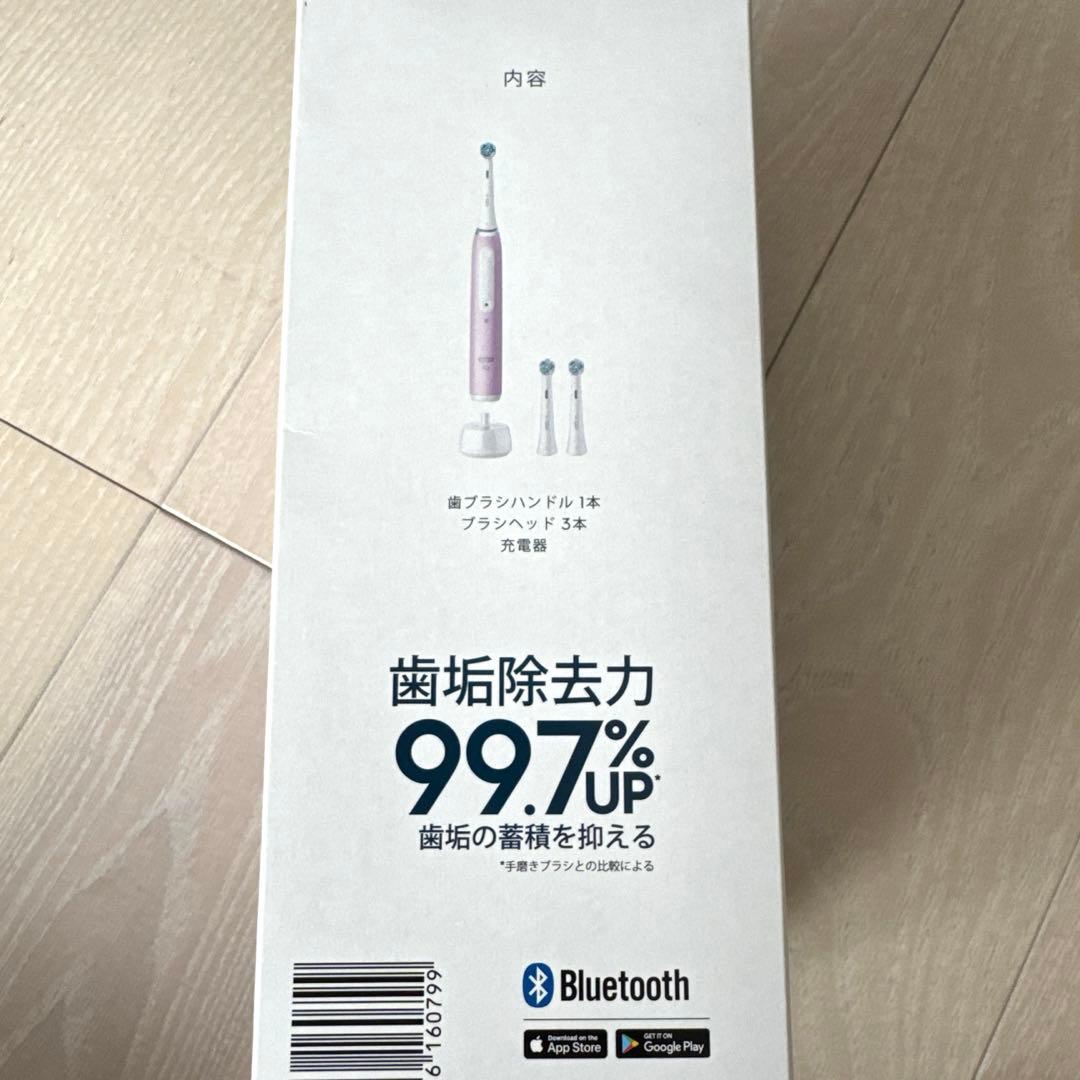 内容
歯ブラシハンドル 1本
ブラシヘッド 3本
充電器
歯垢除去力
99.7%UP*
歯垢の蓄積を抑える
*手磨きブラシとの比較による
6 160799
Bluetooth
Download on the
App Store
GET IT ON
Google Play